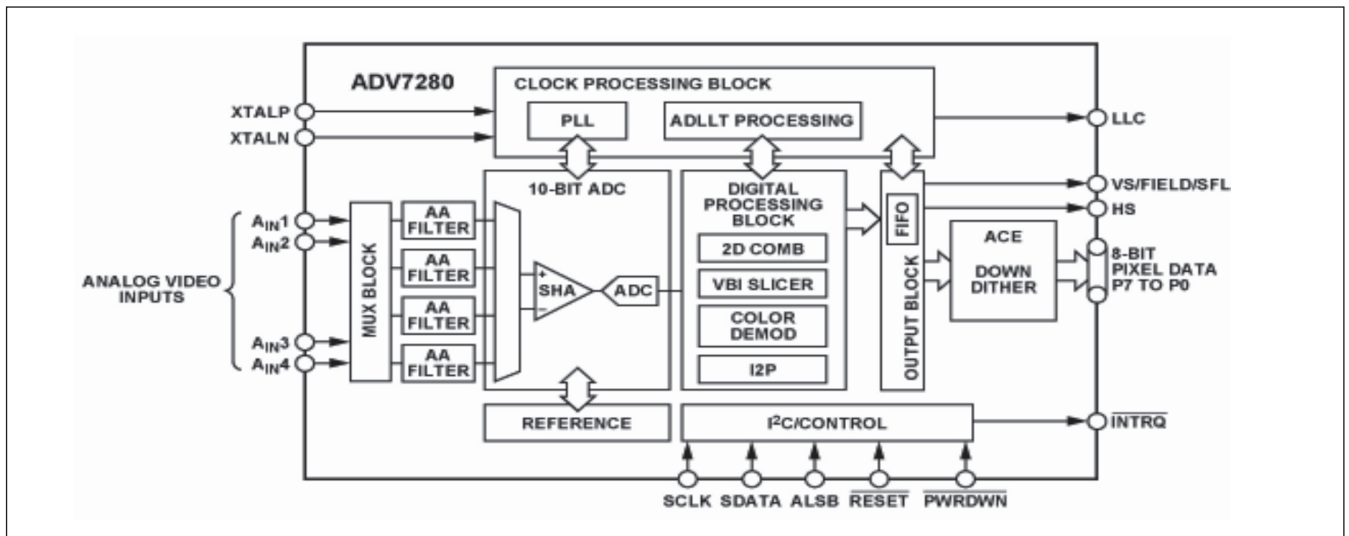 ADV7280
CLOCK PROCESSING BLOCK
PLL
ADLLT PROCESSING
XTALP
XTALN
LLC
10-BIT ADC
DIGITAL
PROCESSING
BLOCK
2D COMB
VBI SLICER
COLOR
DEMOD
I2P
FIFO
OUTPUT BLOCK
VS/FIELD/SFL
HS
ACE
DOWN
DITHER
8-BIT
PIXEL DATA
P7 TO P0
ANALOG VIDEO
INPUTS
AIN1
AIN2
AIN3
AIN4
MUX BLOCK
AA
FILTER
AA
FILTER
AA
FILTER
AA
FILTER
+
SHA
–
ADC
REFERENCE
I2C/CONTROL
INTRQ
SCLK SDATA ALSB RESET PWRDWN